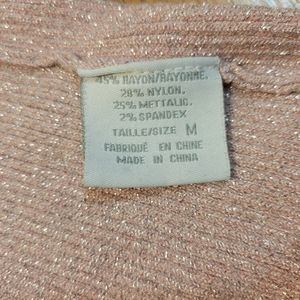 45% RAYON/RAYONNE.
28% NYLON.
25% METTALIC.
2% SPANDEX
TAILLE/SIZE M
FABRIQUÉ EN CHINE
MADE IN CHINA